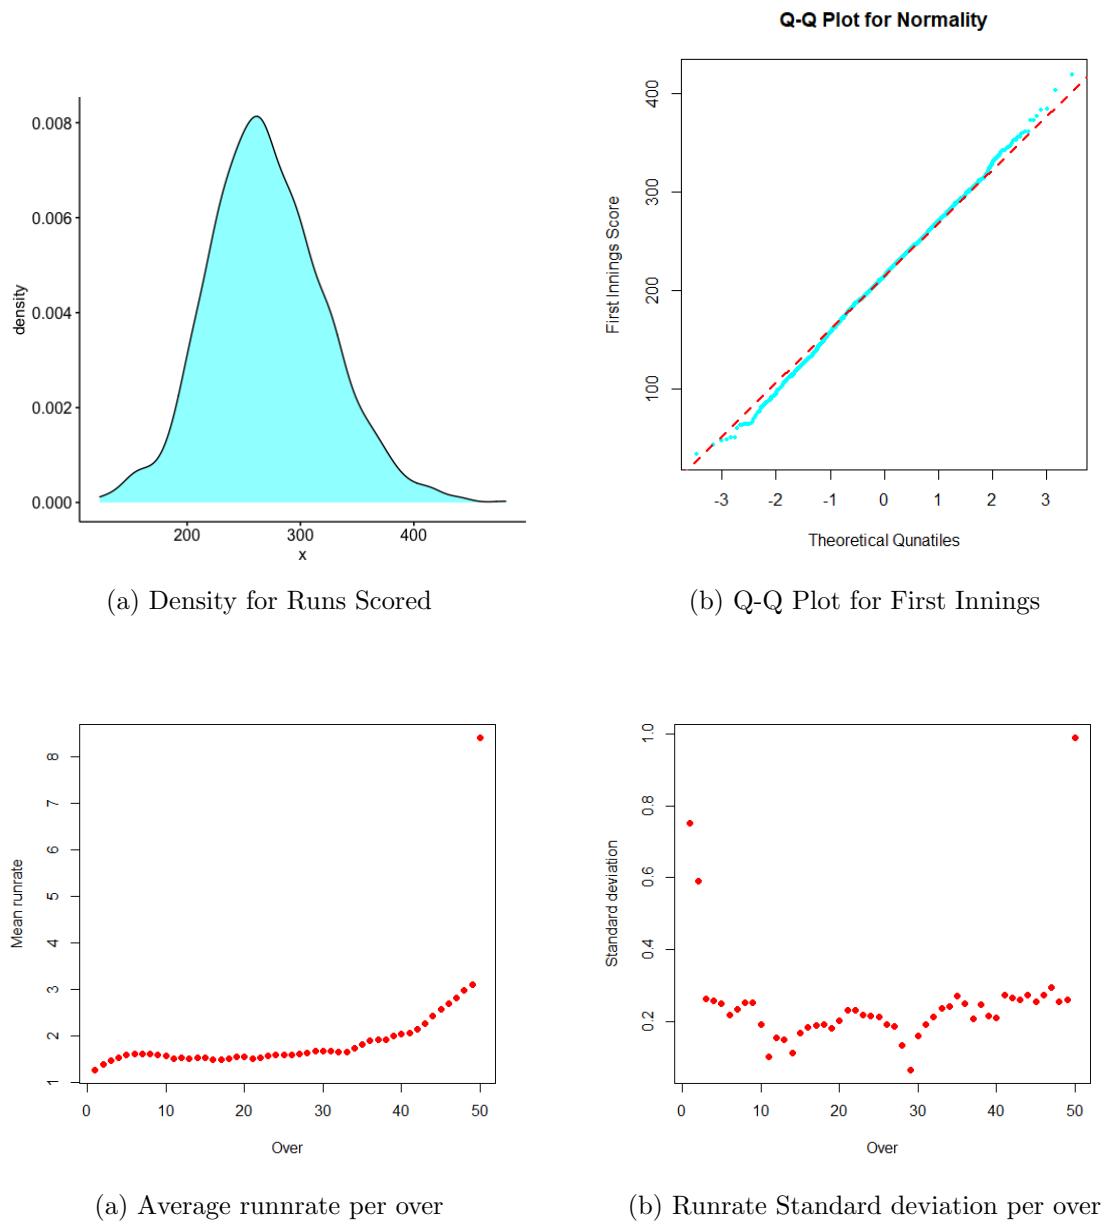 Q-Q Plot for Normality
0.008
0.006
0.004
0.002
0.000
density
200 300 400
x
400
300
200
100
First Innings Score
-3 -2 -1 0 1 2 3
Theoretical Qunatiles
(a) Density for Runs Scored
(b) Q-Q Plot for First Innings
8
7
6
5
4
3
2
1
Mean runrate
0 10 20 30 40 50
Over
1.0
0.8
0.6
0.4
0.2
Standard deviation
0 10 20 30 40 50
Over
(a) Average runnrate per over
(b) Runrate Standard deviation per over